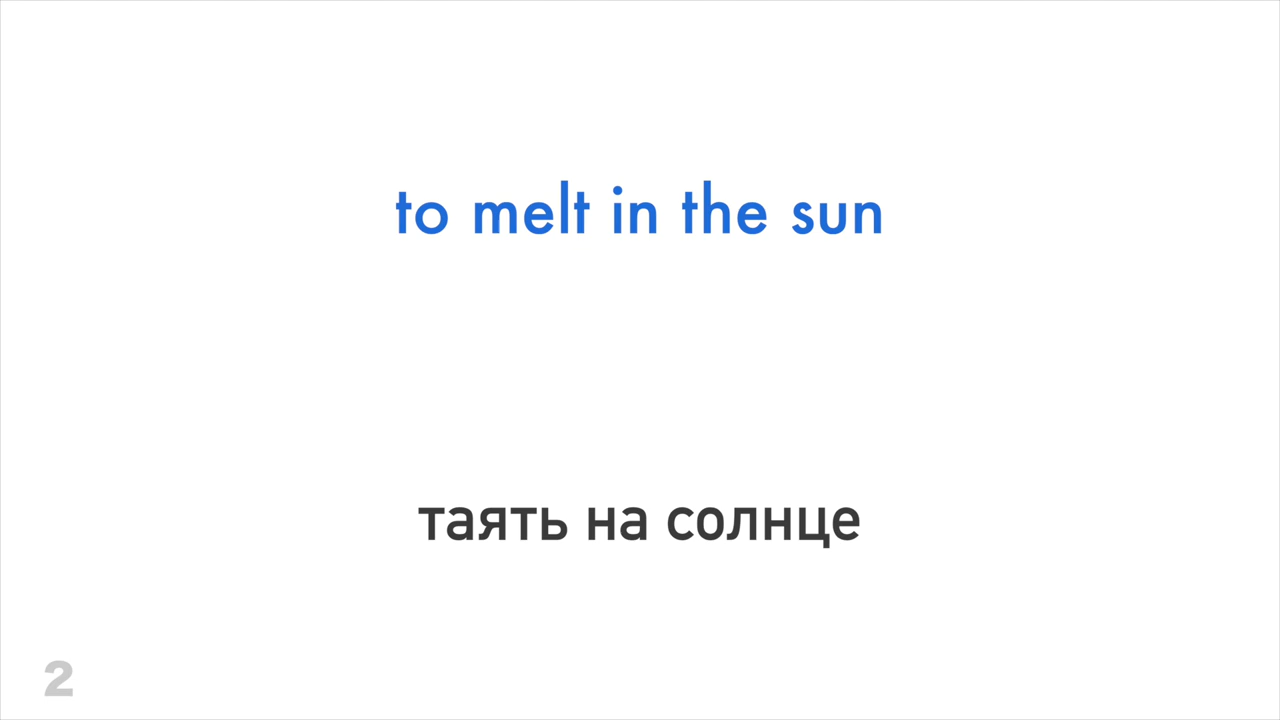 to melt in the sun
таять на солнце
2